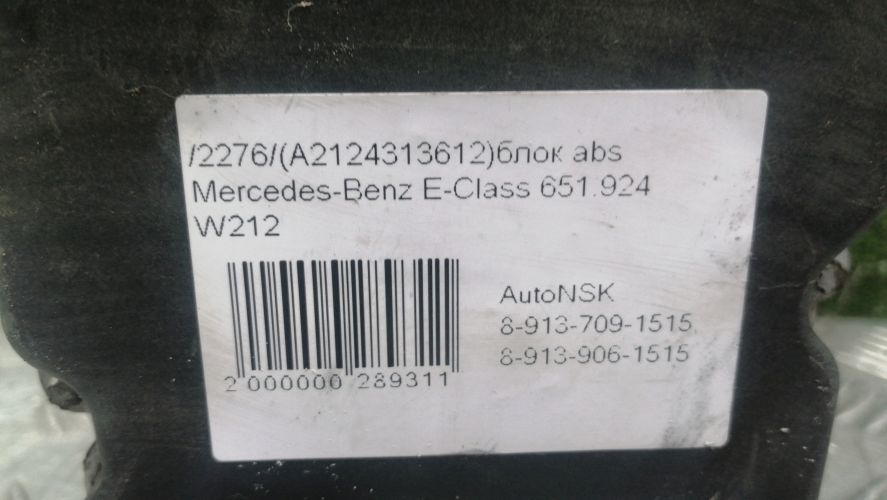 /2276/(A2124313612)блок abs
Mercedes-Benz E-Class 651.924
W212
AutoNSK
8-913-709-1515,
8-913-906-1515
2 000000 289311